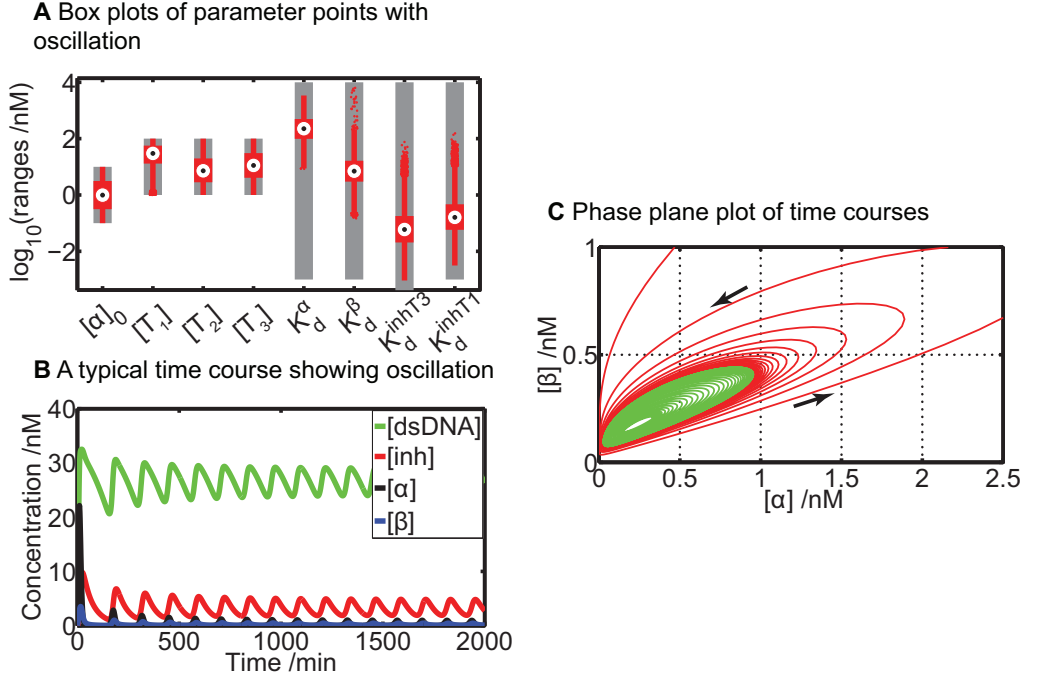 A Box plots of parameter points with
oscillation
log10(ranges /nM)
4
2
0
−2
[α]0
[T1]
[T2]
[T3]
Kdα
Kdβ
KdinhT3
KdinhT1
B A typical time course showing oscillation
Concentration /nM
40
30
20
10
0
[dsDNA]
[inh]
[α]
[β]
0
500
1000
1500
2000
Time /min
C Phase plane plot of time courses
[β] /nM
1
0.5
0
0
0.5
1
1.5
2
2.5
[α] /nM